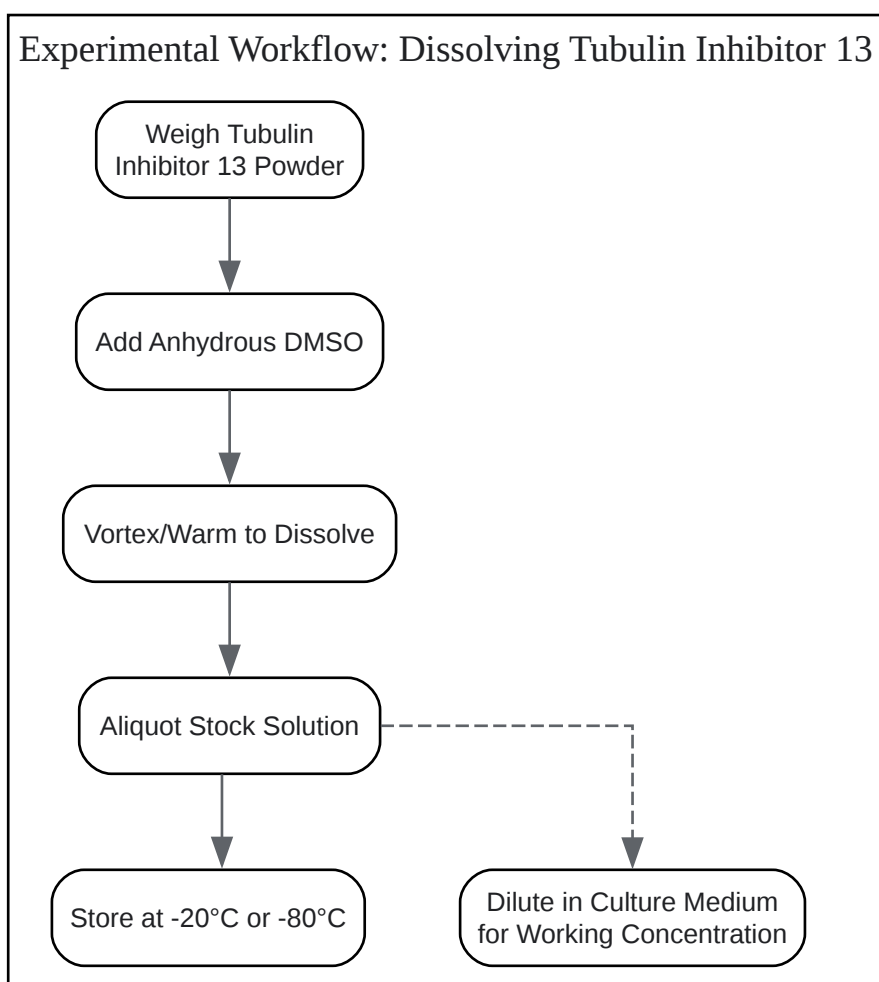 Experimental Workflow: Dissolving Tubulin Inhibitor 13
Weigh Tubulin
Inhibitor 13 Powder
Add Anhydrous DMSO
Vortex/Warm to Dissolve
Aliquot Stock Solution
Store at -20°C or -80°C
Dilute in Culture Medium
for Working Concentration